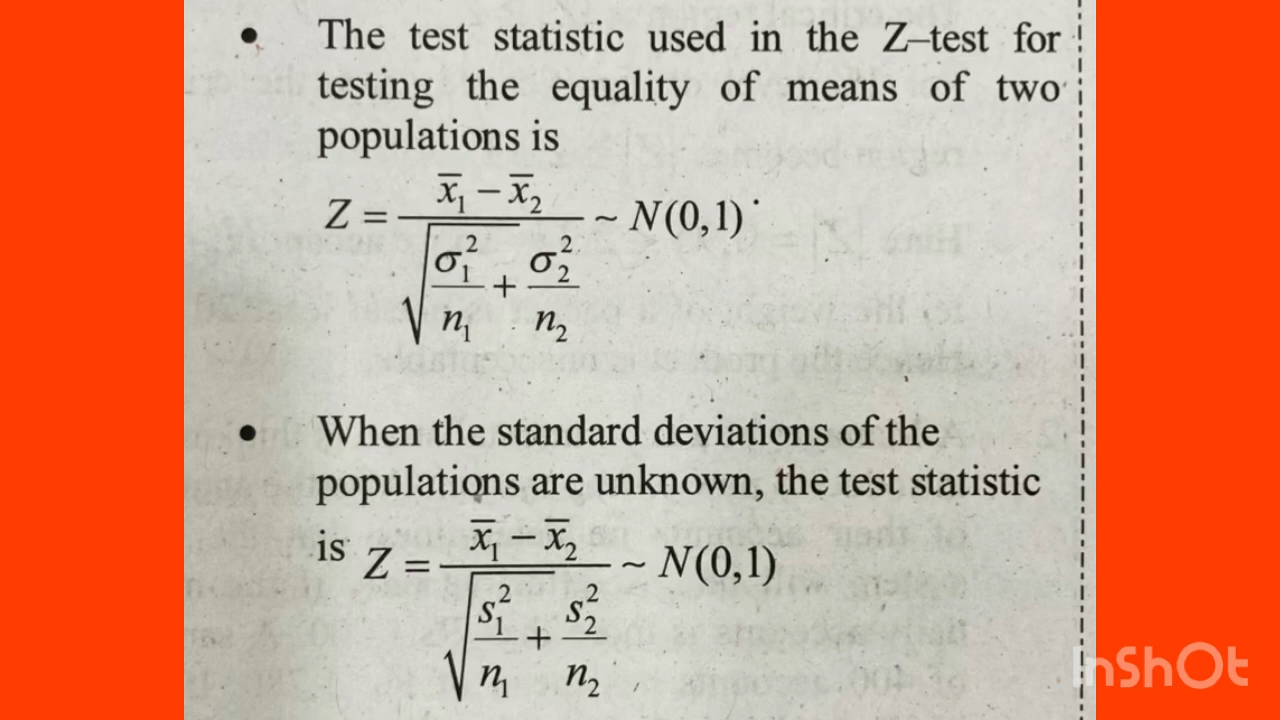 • The test statistic used in the Z–test for
testing the equality of means of two
populations is
Z = (x̄₁ − x̄₂) / √(σ₁²/n₁ + σ₂²/n₂) ~ N(0,1)
• When the standard deviations of the
populations are unknown, the test statistic
is Z = (x̄₁ − x̄₂) / √(s₁²/n₁ + s₂²/n₂) ~ N(0,1)
InShOt